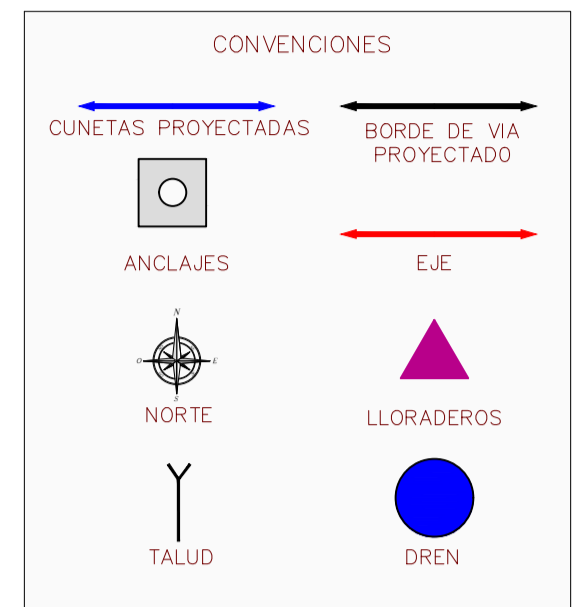 CONVENCIONES
CUNETAS PROYECTADAS
BORDE DE VIA
PROYECTADO
ANCLAJES
EJE
N
O
E
S
NORTE
LLORADEROS
TALUD
DREN